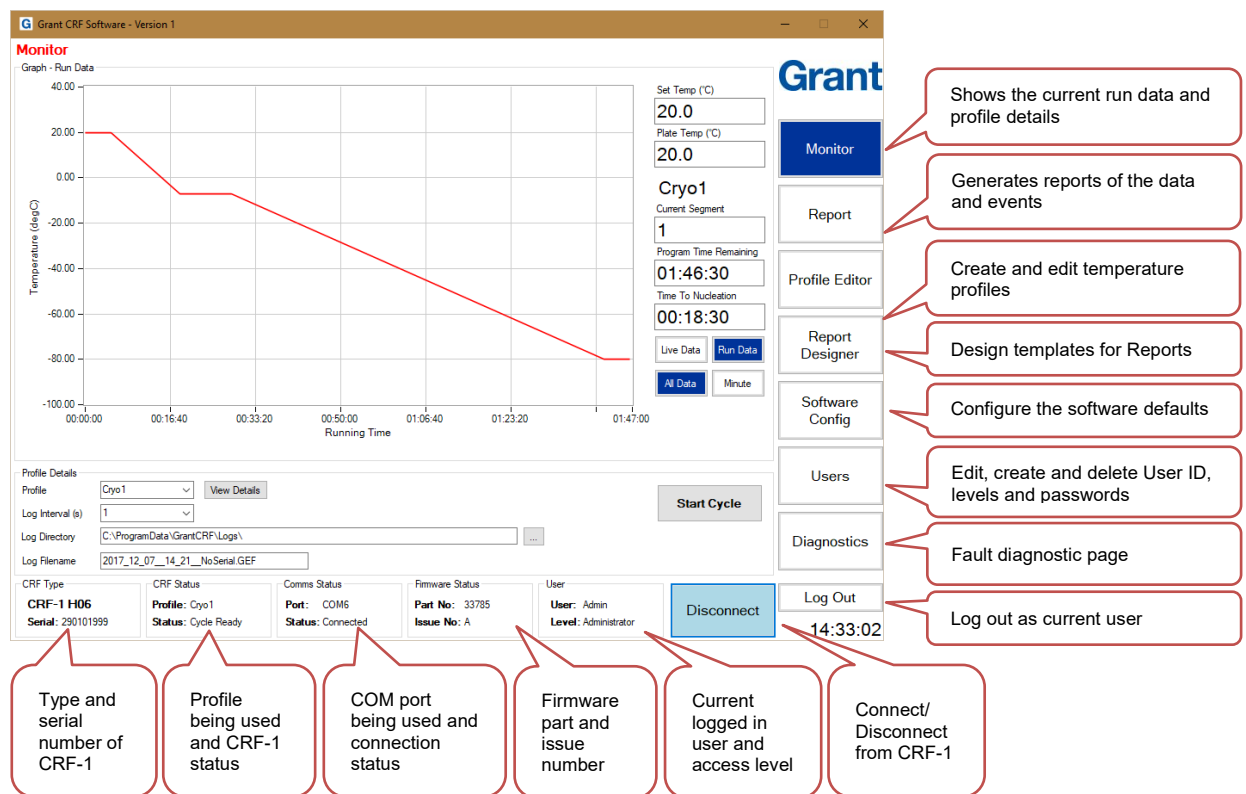 Grant CRF Software - Version 1
Monitor
Graph - Run Data
40.00
20.00
0.00
-20.00
-40.00
-60.00
-80.00
-100.00
Temperature (degC)
00:00:00 00:16:40 00:33:20 00:50:00 01:06:40 01:23:20 01:47:00
Running Time
Set Temp (°C)
20.0
Plate Temp (°C)
20.0
Cryo1
Current Segment
1
Program Time Remaining
01:46:30
Time To Nucleation
00:18:30
Live Data Run Data
All Data Minute
Grant
Monitor
Report
Profile Editor
Report
Designer
Software
Config
Users
Diagnostics
Log Out
14:33:02
Profile Details
Profile Cryo1 View Details
Log Interval (s) 1
Log Directory C:\ProgramData\GrantCRF\Logs\ ...
Log Filename 2017_12_07__14_21__NoSerial.GEF
Start Cycle
CRF Type
CRF-1 H06
Serial: 290101999
CRF Status
Profile: Cryo1
Status: Cycle Ready
Comms Status
Port: COM6
Status: Connected
Firmware Status
Part No: 33785
Issue No: A
User
User: Admin
Level: Administrator
Disconnect
Shows the current run data and
profile details
Generates reports of the data
and events
Create and edit temperature
profiles
Design templates for Reports
Configure the software defaults
Edit, create and delete User ID,
levels and passwords
Fault diagnostic page
Log out as current user
Type and
serial
number of
CRF-1
Profile
being used
and CRF-1
status
COM port
being used and
connection
status
Firmware
part and
issue
number
Current
logged in
user and
access level
Connect/
Disconnect
from CRF-1